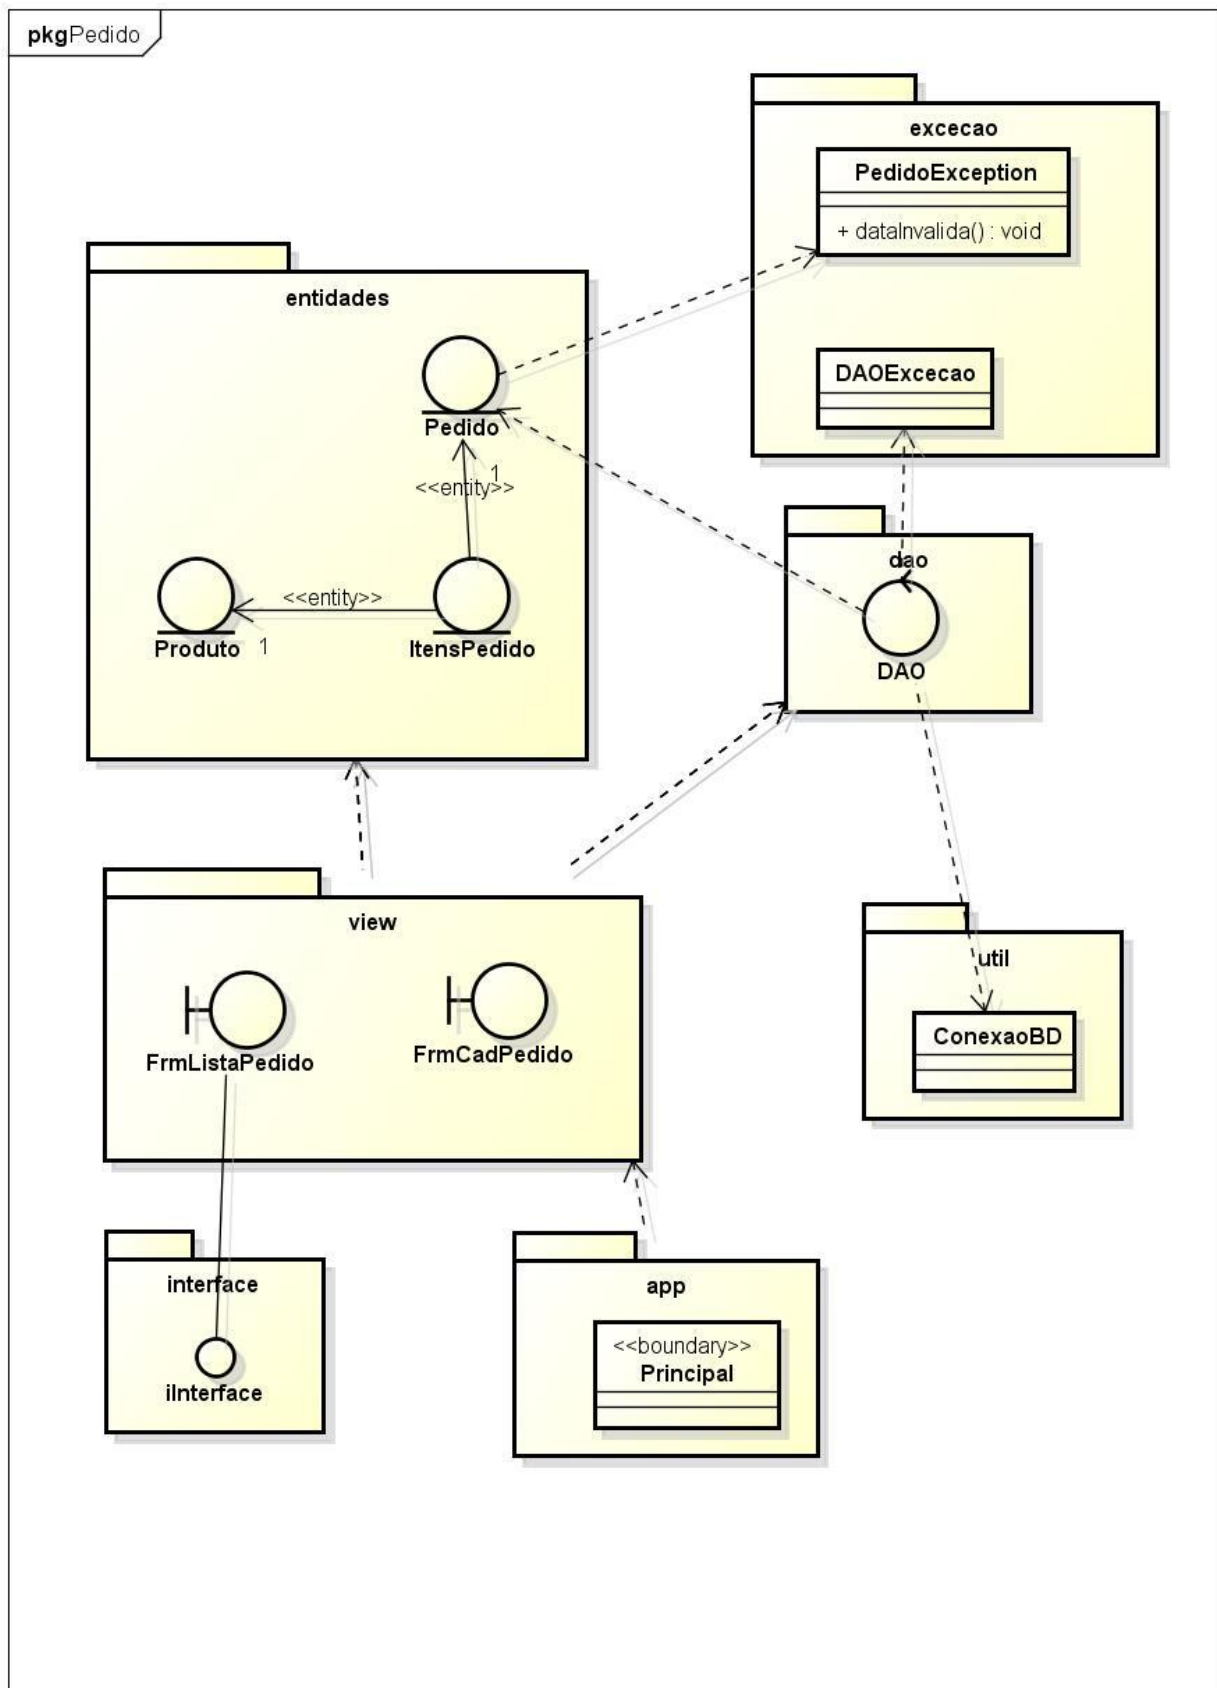 pkgPedido
excecao
PedidoException
+ dataInvalida() : void
entidades
DAOExcecao
Pedido
1
<<entity>>
dao
<<entity>>
Produto
1
ItensPedido
DAO
view
util
FrmListaPedido
FrmCadPedido
ConexaoBD
interface
app
<<boundary>>
Principal
iInterface